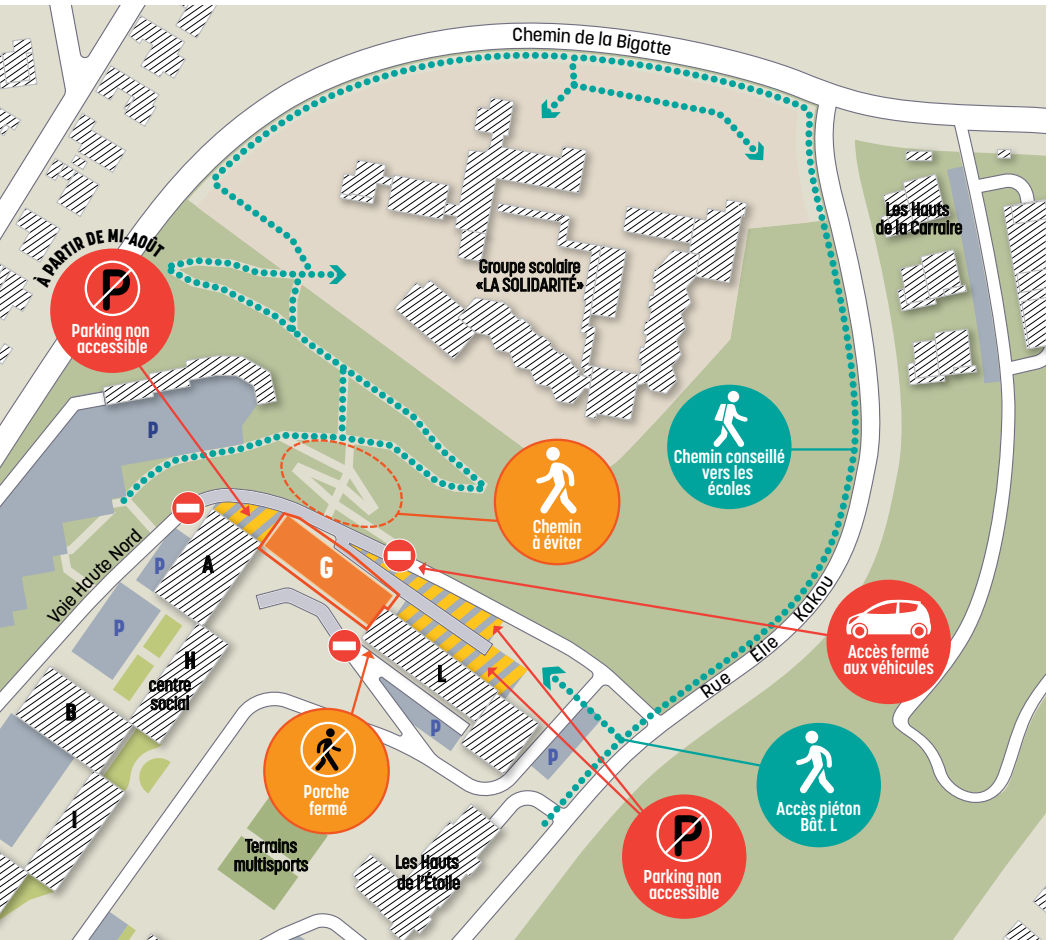 Chemin de la Bigotte
Les Hauts
de la Carraire
À PARTIR DE MI-AOÛT
P
Parking non
accessible
Groupe scolaire
«LA SOLIDARITÉ»
P
Chemin conseillé
vers les
écoles
Chemin
à éviter
Voie Haute Nord
P
A
G
P
H
centre
social
L
B
I
P
P
Rue Élie Kakou
Accès fermé
aux véhicules
Porche
fermé
Accès piéton
Bât. L
P
Parking non
accessible
Terrains
multisports
Les Hauts
de l'Étoile